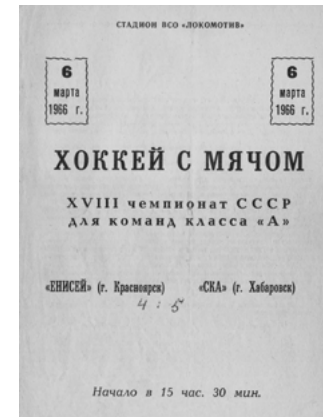 СТАДИОН ВСО «ЛОКОМОТИВ»
6 марта 1966 г.
6 марта 1966 г.
ХОККЕЙ С МЯЧОМ
XVIII чемпионат СССР
для команд класса «А»
«ЕНИСЕЙ» (г. Красноярск) «СКА» (г. Хабаровск)
4 : 5
Начало в 15 час. 30 мин.